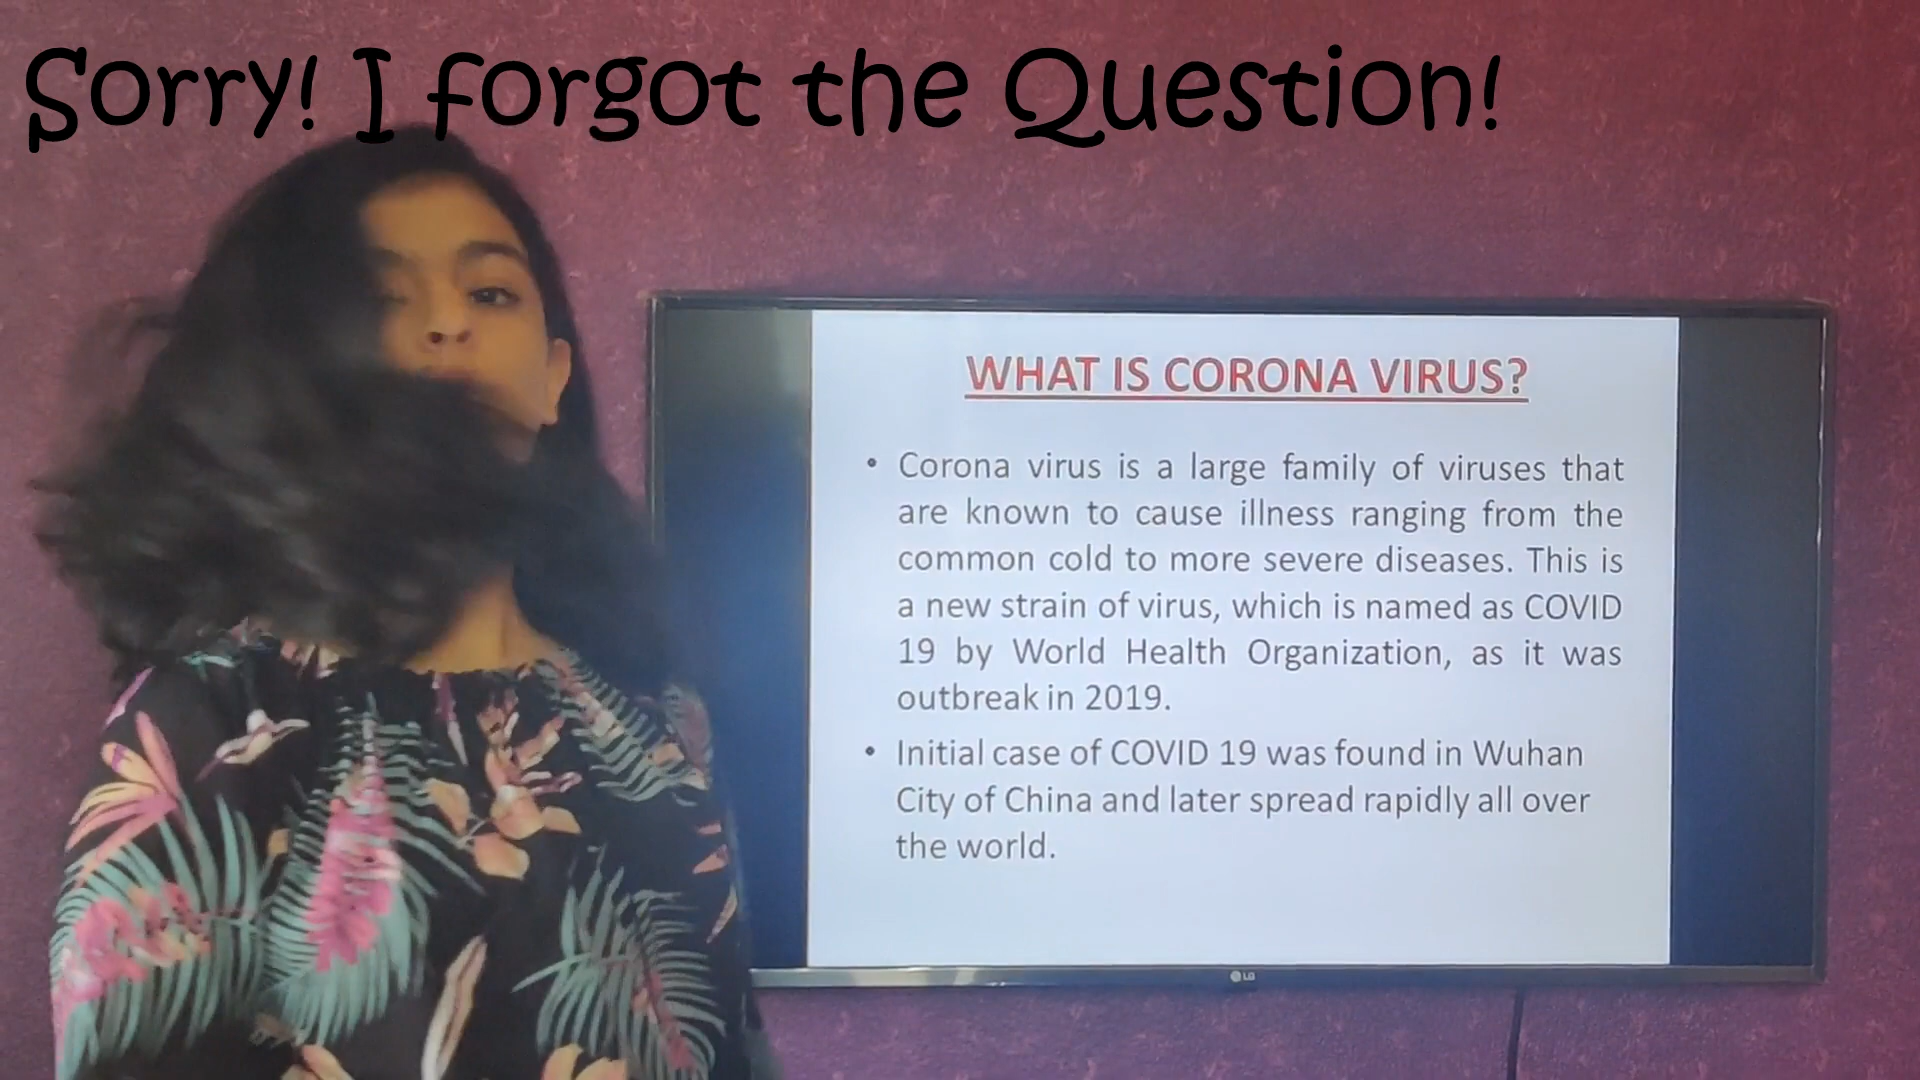 Sorry! I forgot the Question!
WHAT IS CORONA VIRUS?
• Corona virus is a large family of viruses that
are known to cause illness ranging from the
common cold to more severe diseases. This is
a new strain of virus, which is named as COVID
19 by World Health Organization, as it was
outbreak in 2019.
• Initial case of COVID 19 was found in Wuhan
City of China and later spread rapidly all over
the world.
LG